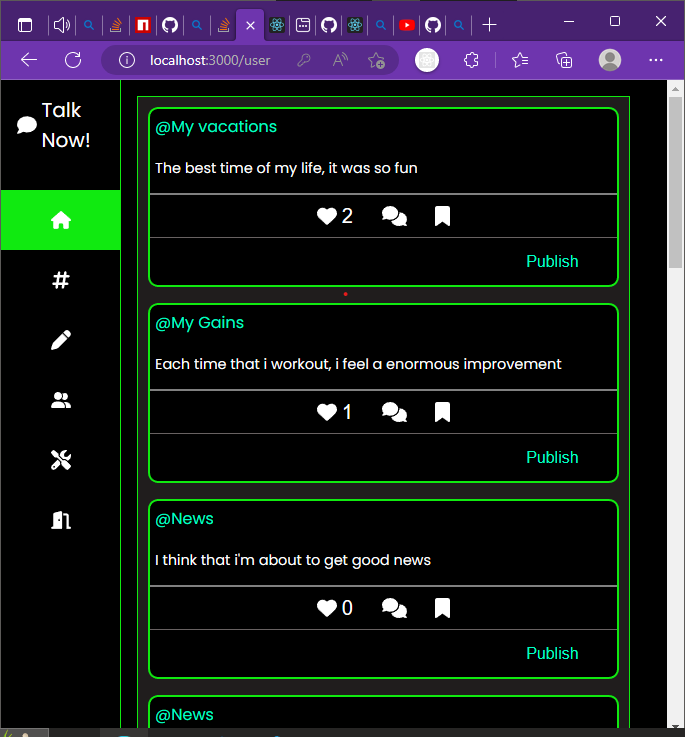 localhost:3000/user
Talk
Now!
@My vacations
The best time of my life, it was so fun
2
Publish
@My Gains
Each time that i workout, i feel a enormous improvement
1
Publish
@News
I think that i'm about to get good news
0
Publish
@News